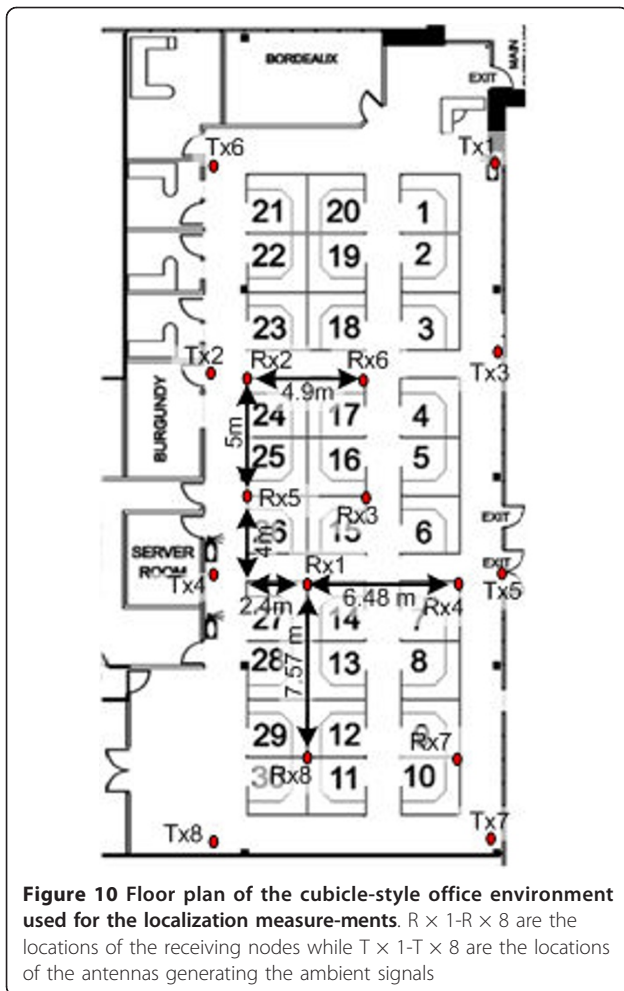 BORDEAUX
MAIN
EXIT
Tx6
Tx1
21 20 1
22 19 2
23 18 3
Tx2 Rx2 Rx6 Tx3
4.9m
24 17 4
BURGUNDY
5m
25 16 5
Rx5 Rx3
EXIT
26 15 6
4m
SERVER
ROOM
EXIT
Tx4 Rx1 Tx5
2.4m 6.48 m Rx4
27 14 7
7.57 m
28 13 8
29 12 9
Rx7
30 Rx8 11 10
Tx8 Tx7
Figure 10 Floor plan of the cubicle-style office environment
used for the localization measure-ments. R × 1-R × 8 are the
locations of the receiving nodes while T × 1-T × 8 are the locations
of the antennas generating the ambient signals